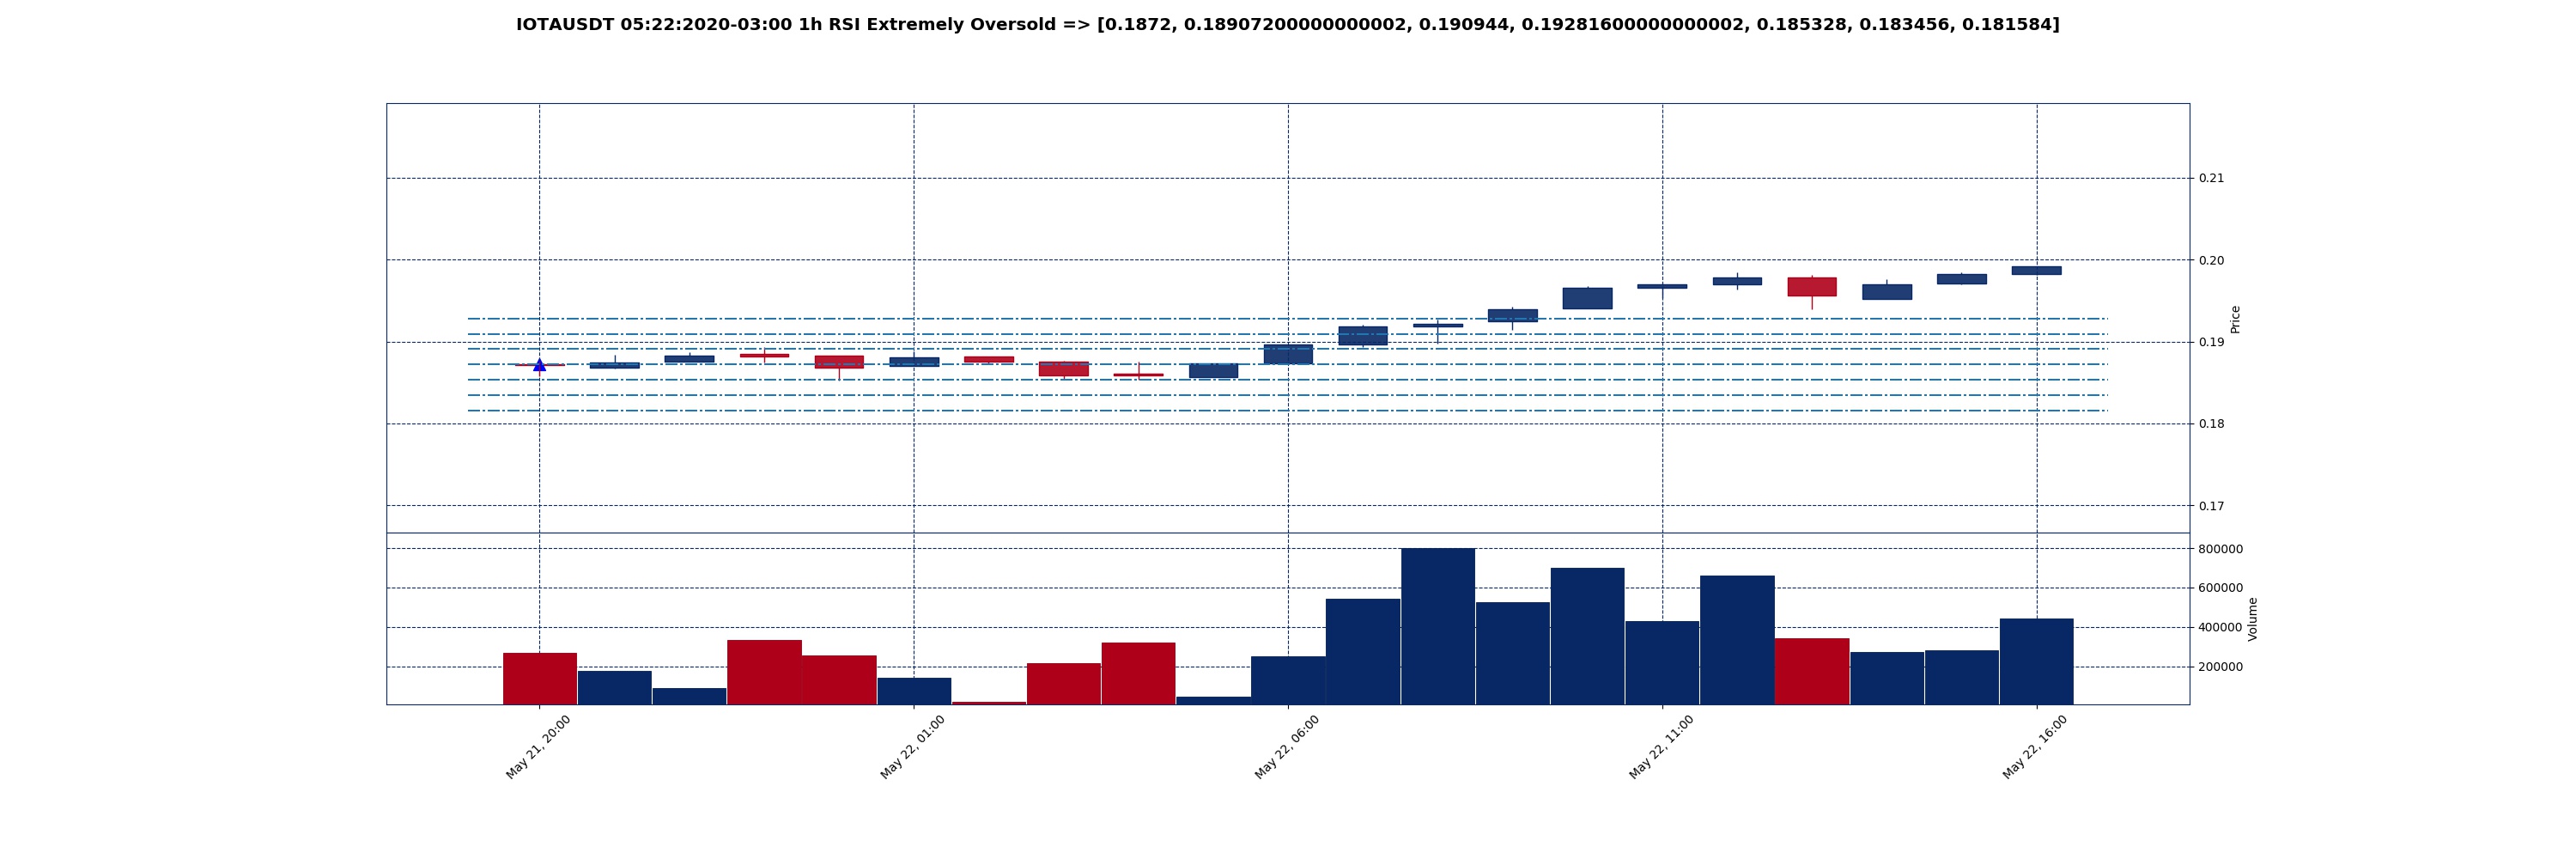 IOTAUSDT 05:22:2020-03:00 1h RSI Extremely Oversold => [0.1872, 0.18907200000000002, 0.190944, 0.19281600000000002, 0.185328, 0.183456, 0.181584]
0.21
0.20
0.19
0.18
0.17
Price
800000
600000
400000
200000
Volume
May 21, 20:00
May 22, 01:00
May 22, 06:00
May 22, 11:00
May 22, 16:00